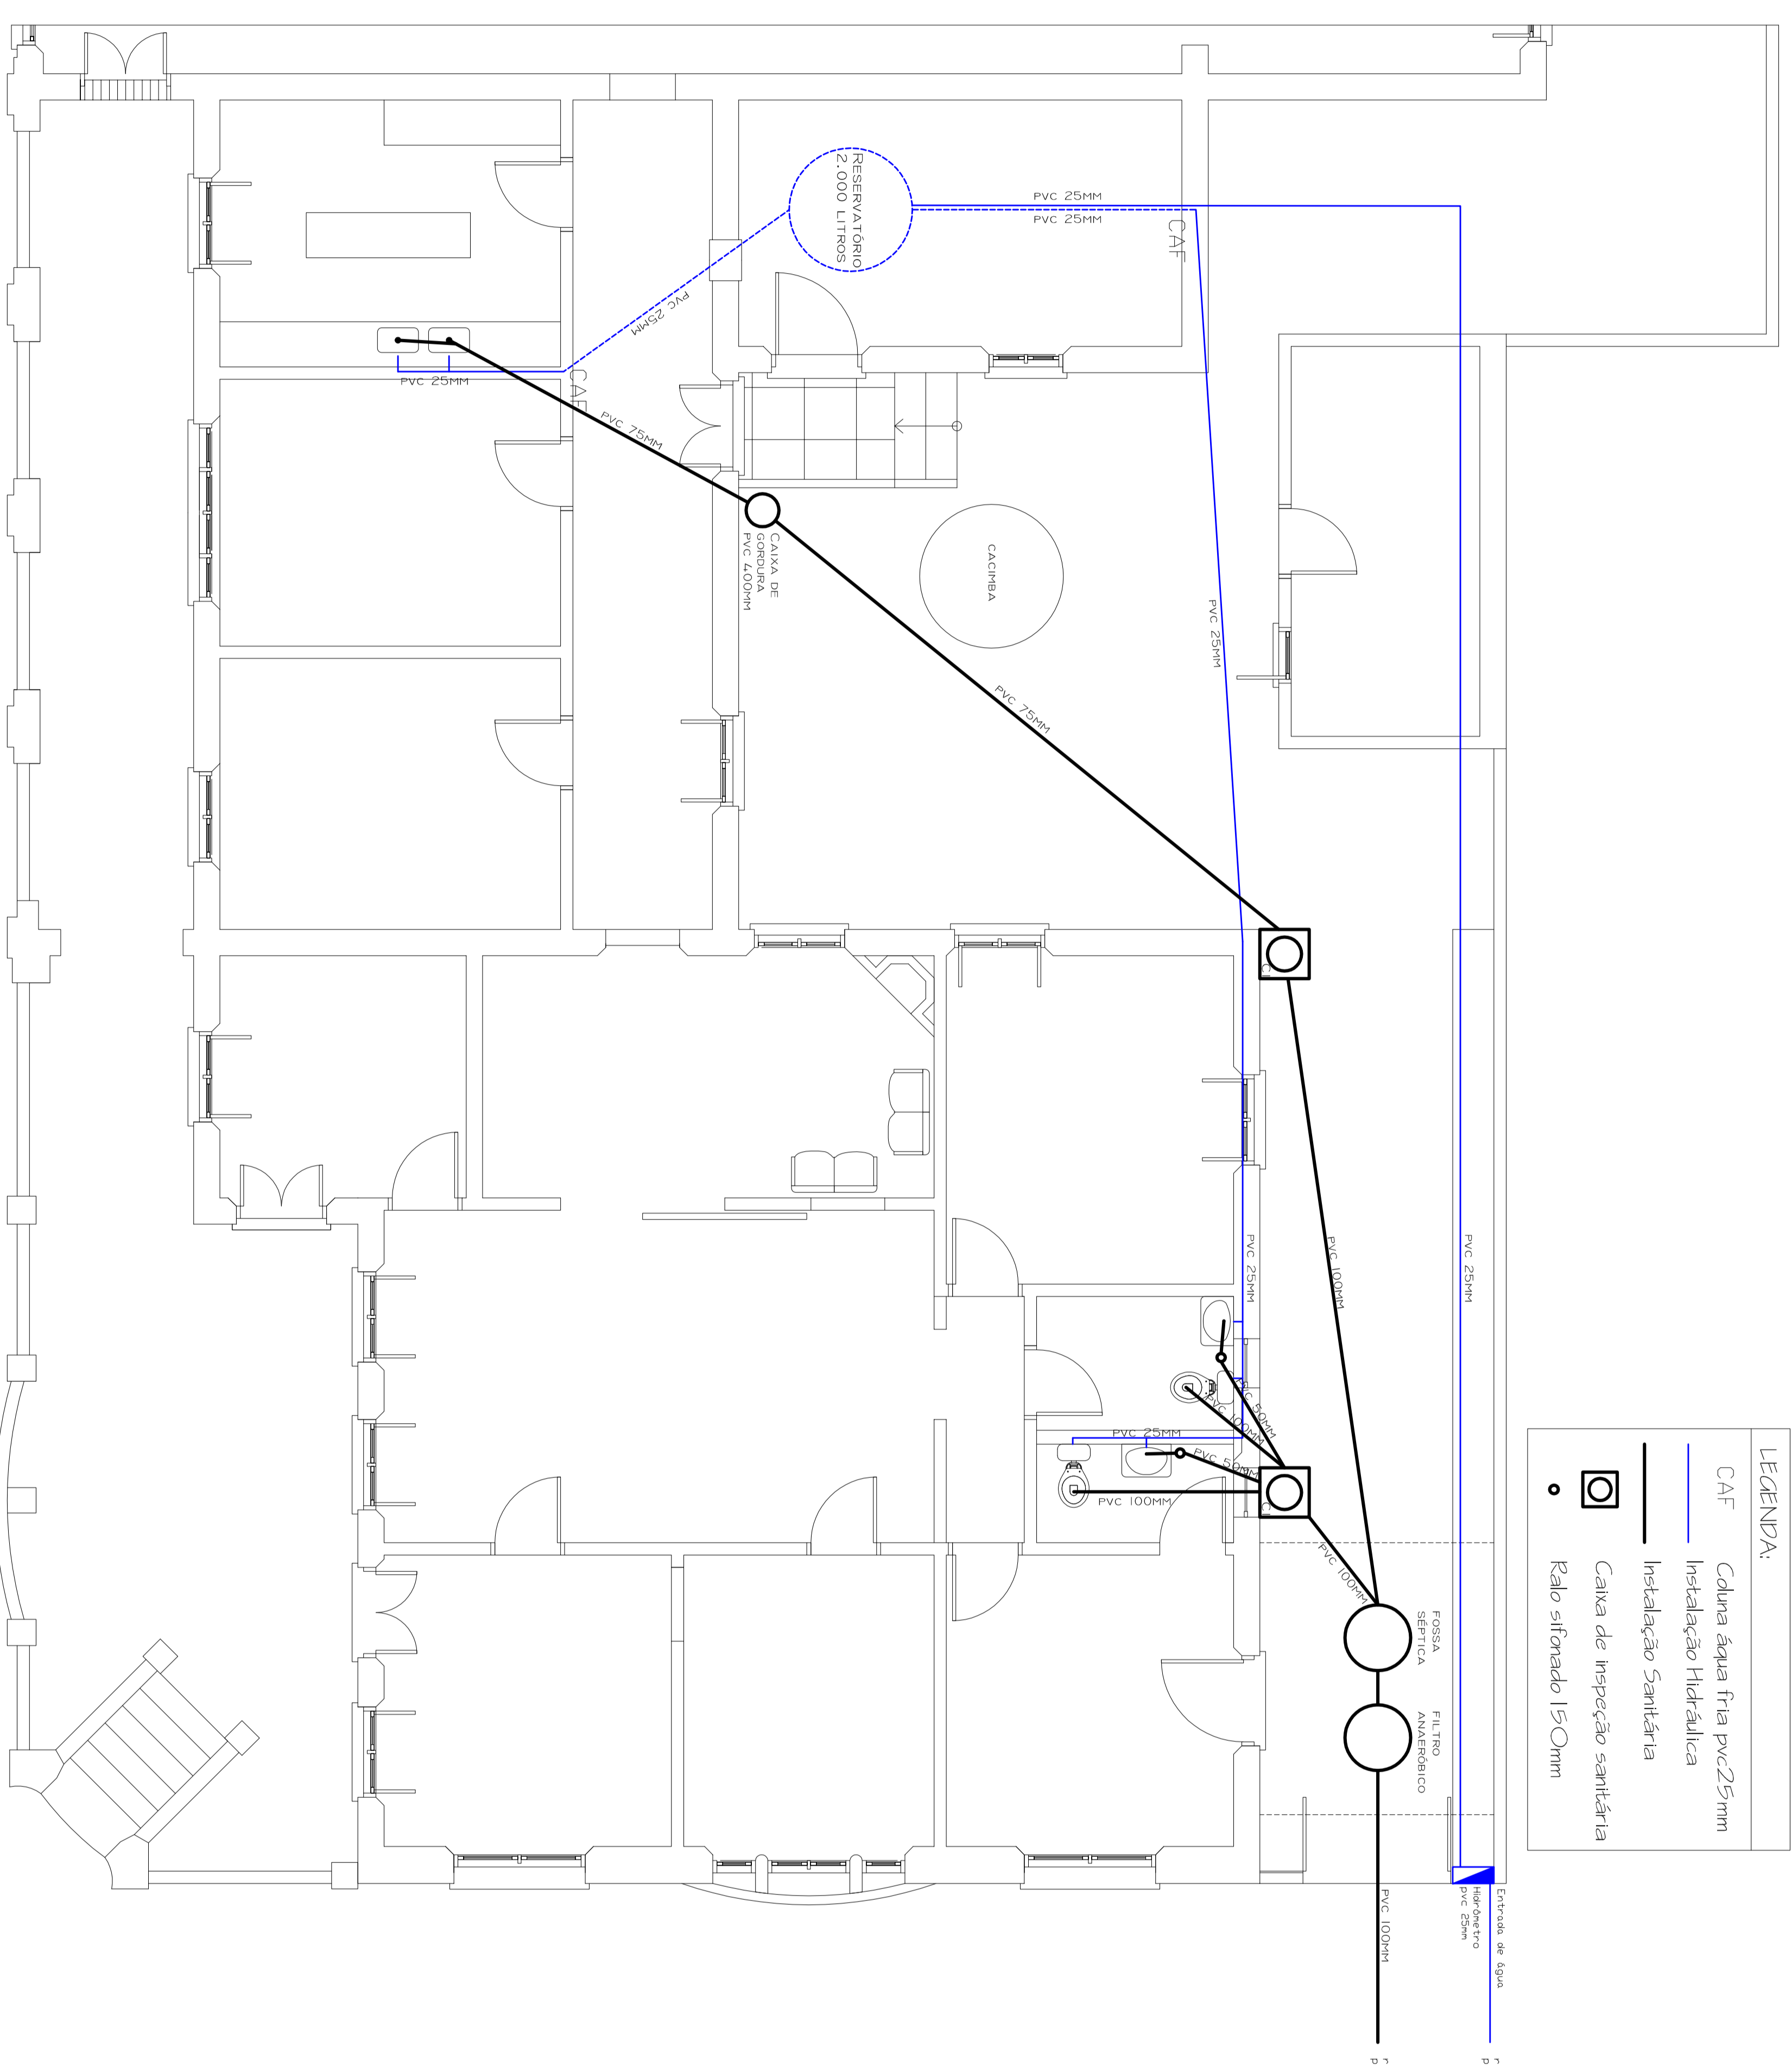 LEGENDA:
CAF
Coluna água fria pvc25mm
Instalação Hidráulica
Instalação Sanitária
Caixa de inspeção sanitária
Ralo sifonado 150mm
RESERVATÓRIO
2.000 LITROS
PVC 25MM
PVC 25MM
CAF
PVC 25MM
PVC 25MM
CAF
PVC 75MM
CAIXA DE
GORDURA
PVC 400MM
CACIMBA
PVC 25MM
PVC 75MM
CI
PVC 25MM
PVC 100MM
PVC 25MM
PVC 50MM
PVC 100MM
PVC 25MM
PVC 50MM
PVC 100MM
CI
PVC 100MM
FOSSA
SÉPTICA
FILTRO
ANAERÓBICO
Entrada de água
Hidrômetro
pvc 25mm
PVC 100MM
r
p
r
p